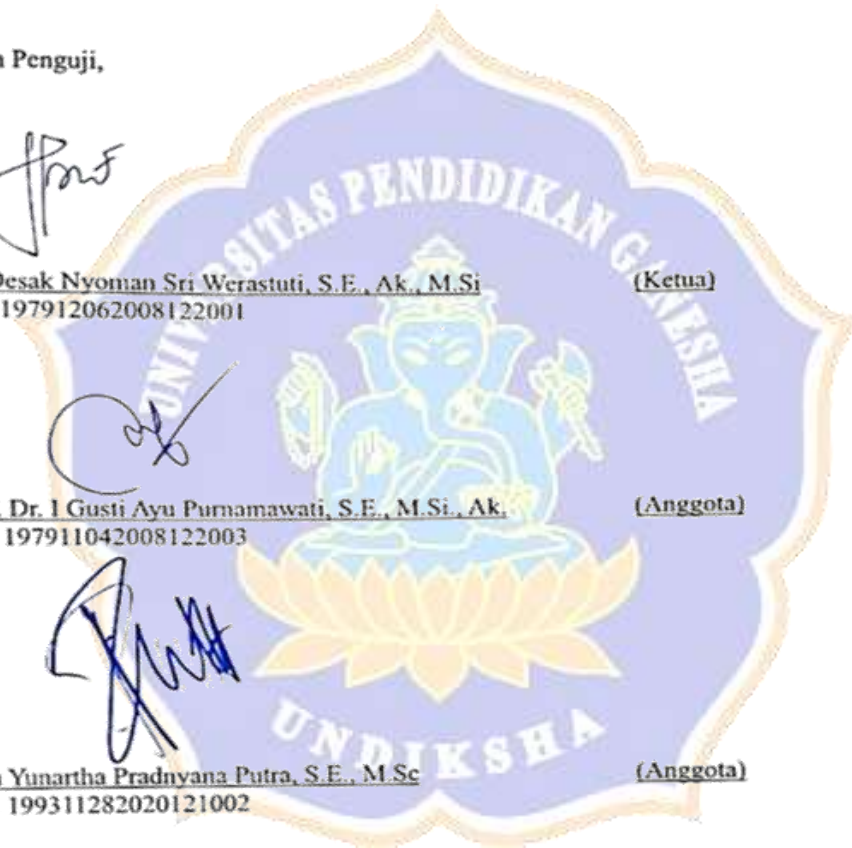 Penguji,
Desak Nyoman Sri Werastuti, S.E., Ak., M.Si
(Ketua)
197912062008122001
Dr. I Gusti Ayu Purnamawati, S.E., M.Si., Ak.
(Anggota)
197911042008122003
Yunartha Pradnyana Putra, S.E., M.Sc
(Anggota)
199311282020121002
UNIVERSITAS PENDIDIKAN GANESHA
UNDIKSHA